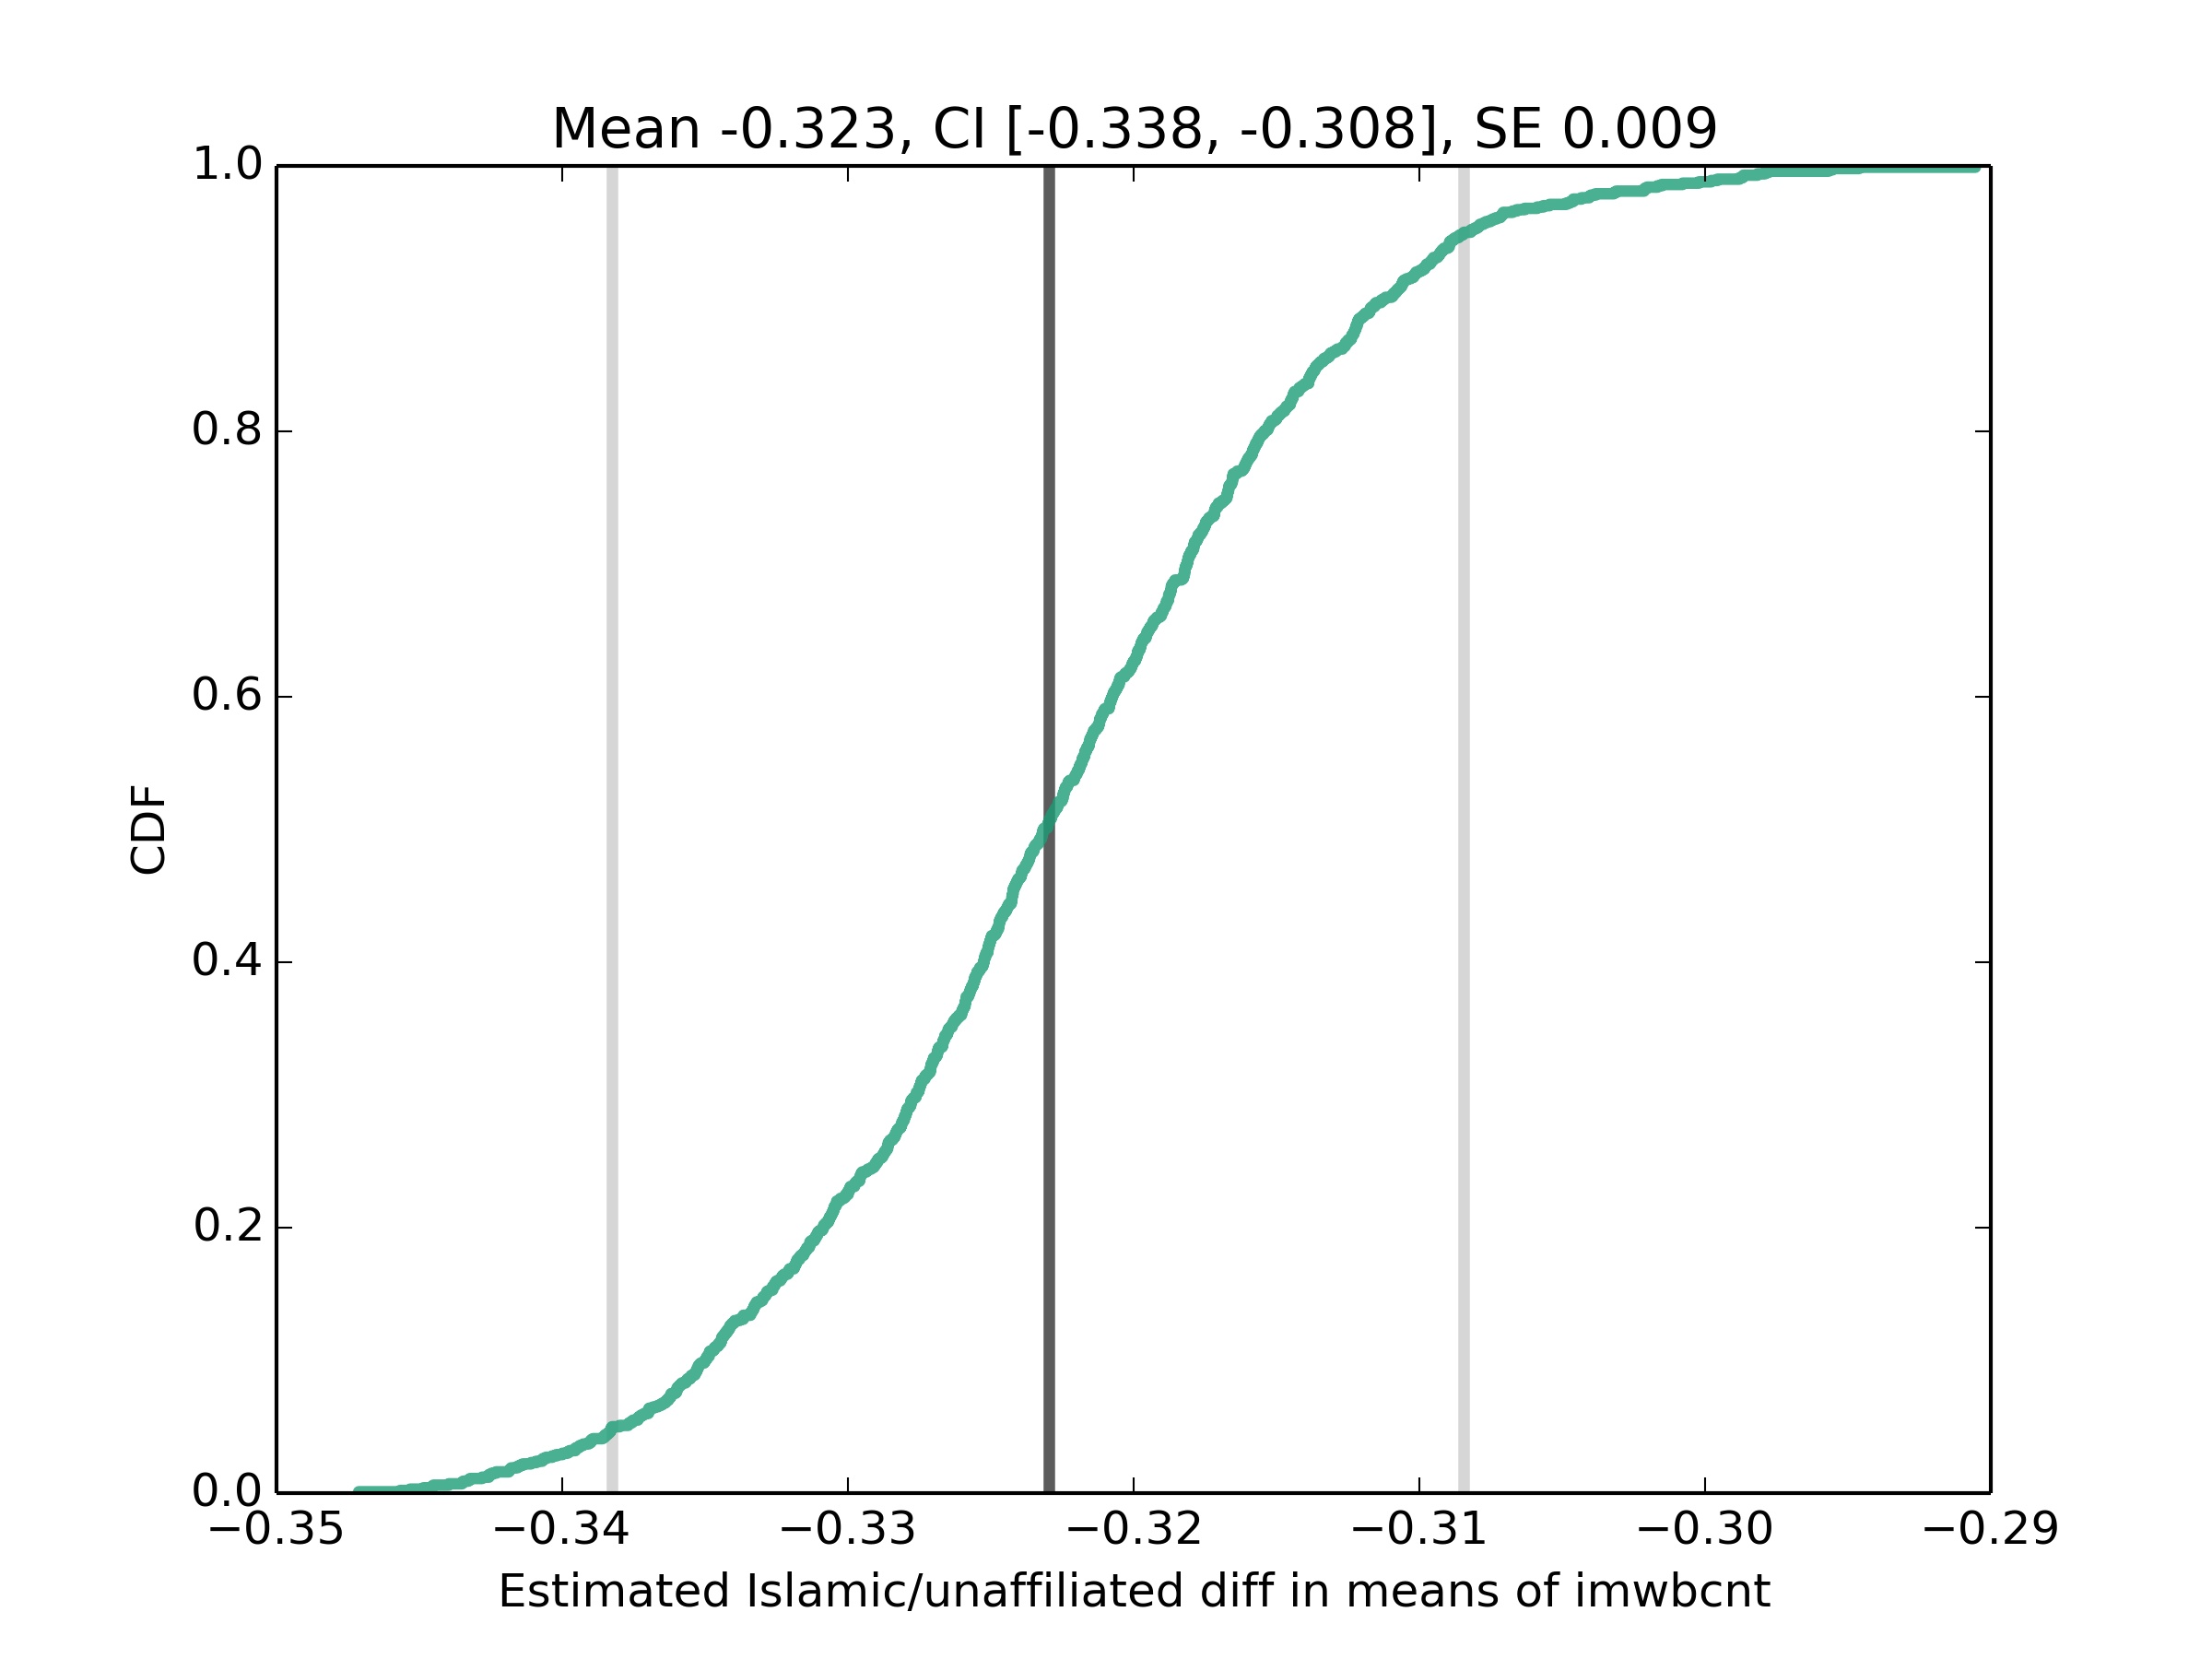 Mean -0.323, CI [-0.338, -0.308], SE 0.009
1.0
0.8
0.6
0.4
0.2
0.0
CDF
−0.35 −0.34 −0.33 −0.32 −0.31 −0.30 −0.29
Estimated Islamic/unaffiliated diff in means of imwbcnt